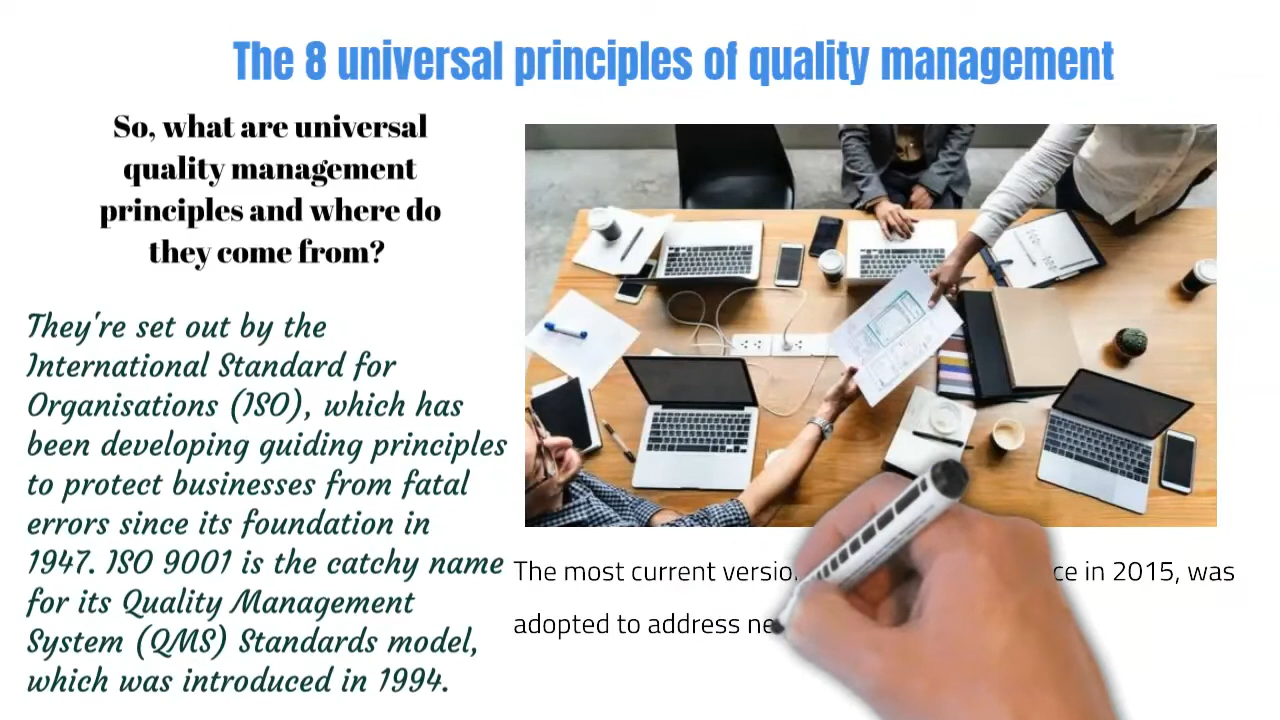 The 8 universal principles of quality management
So, what are universal
quality management
principles and where do
they come from?
They're set out by the
International Standard for
Organisations (ISO), which has
been developing guiding principles
to protect businesses from fatal
errors since its foundation in
1947. ISO 9001 is the catchy name
for its Quality Management
System (QMS) Standards model,
which was introduced in 1994.
The most current in 2015, was
adopted to address